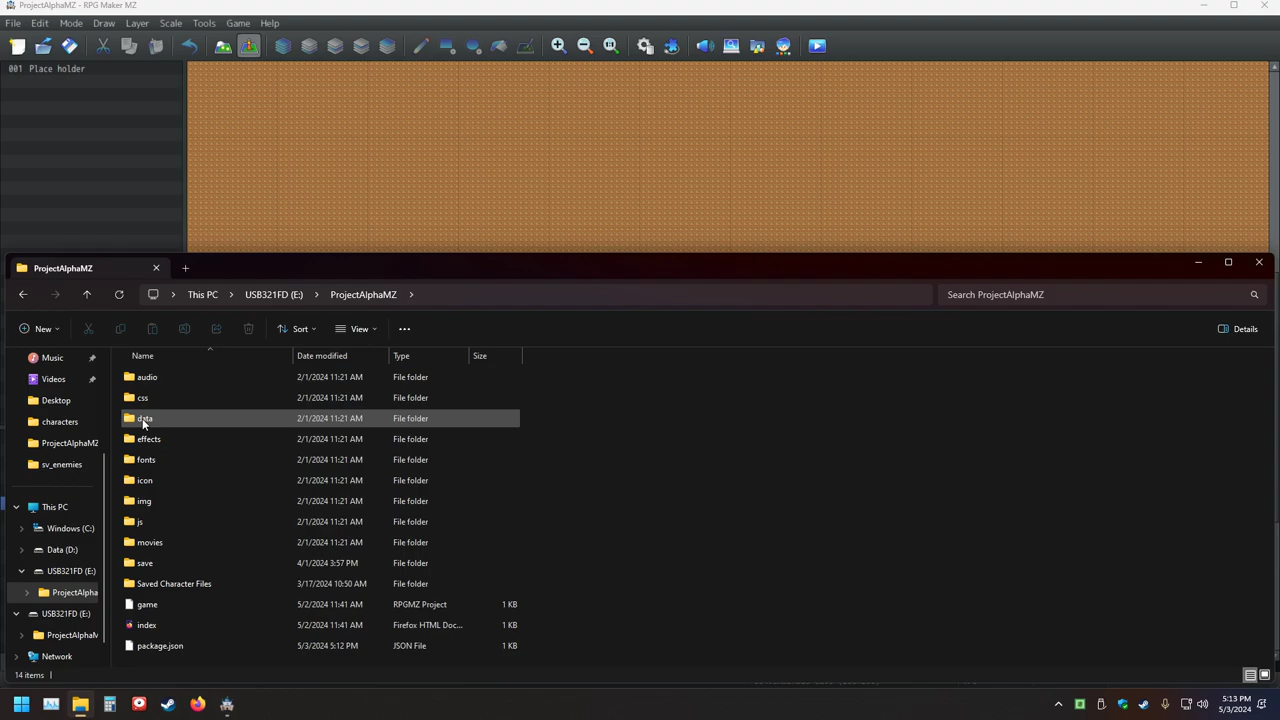 ProjectAlphaMZ - RPG Maker MZ
File Edit Mode Draw Layer Scale Tools Game Help
001 Place holder
ProjectAlphaMZ
This PC USB321FD (E:) ProjectAlphaMZ
Search ProjectAlphaMZ
New Sort View Details
Name Date modified Type Size
Music
Videos
Desktop
characters
ProjectAlphaMZ
sv_enemies
This PC
Windows (C:)
Data (D:)
USB321FD (E:)
ProjectAlpha
USB321FD (E:)
ProjectAlphaM
Network
audio 2/1/2024 11:21 AM File folder
css 2/1/2024 11:21 AM File folder
data 2/1/2024 11:21 AM File folder
effects 2/1/2024 11:21 AM File folder
fonts 2/1/2024 11:21 AM File folder
icon 2/1/2024 11:21 AM File folder
img 2/1/2024 11:21 AM File folder
js 2/1/2024 11:21 AM File folder
movies 2/1/2024 11:21 AM File folder
save 4/1/2024 3:57 PM File folder
Saved Character Files 3/17/2024 10:50 AM File folder
game 5/2/2024 11:41 AM RPGMZ Project 1 KB
index 5/2/2024 11:41 AM Firefox HTML Doc... 1 KB
package.json 5/3/2024 5:12 PM JSON File 1 KB
14 items
5:13 PM
5/3/2024